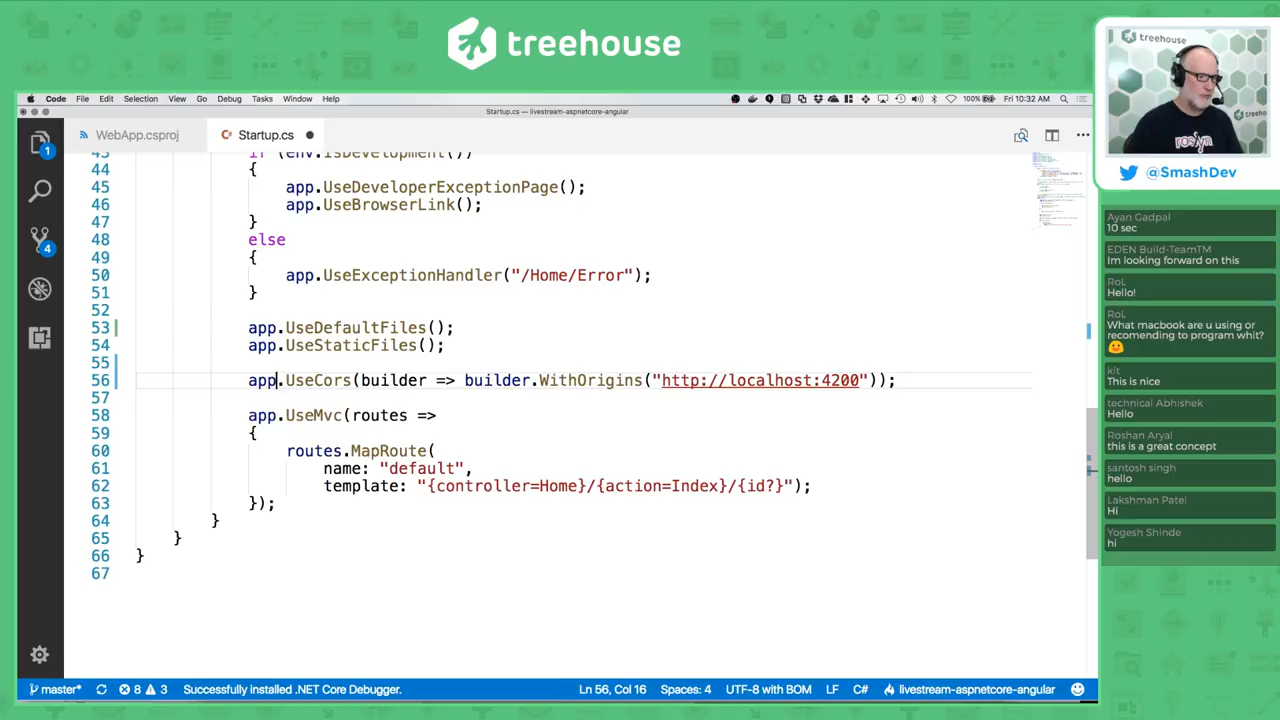 treehouse
Code File Edit Selection View Go Debug Tasks Window Help
100% Fri 10:32 AM
Startup.cs — livestream-aspnetcore-angular
WebApp.csproj
Startup.cs
43 if (env.IsDevelopment())
44 {
45 app.UseDeveloperExceptionPage();
46 app.UseBrowserLink();
47 }
48 else
49 {
50 app.UseExceptionHandler("/Home/Error");
51 }
52
53 app.UseDefaultFiles();
54 app.UseStaticFiles();
55
56 app.UseCors(builder => builder.WithOrigins("http://localhost:4200"));
57
58 app.UseMvc(routes =>
59 {
60 routes.MapRoute(
61 name: "default",
62 template: "{controller=Home}/{action=Index}/{id?}");
63 });
64 }
65 }
66 }
67
1
4
master* 8 3 Successfully installed .NET Core Debugger. Ln 56, Col 16 Spaces: 4 UTF-8 with BOM LF C# livestream-aspnetcore-angular
treehouse
roslyn
@SmashDev
Ayan Gadpal
10 sec
EDEN Build-TeamTM
Im looking forward on this
RoL
Hello!
RoL
What macbook are u using or
recomending to program whit?
kit
This is nice
technical Abhishek
Hello
Roshan Aryal
this is a great concept
santosh singh
hello
Lakshman Patel
Hi
Yogesh Shinde
hi